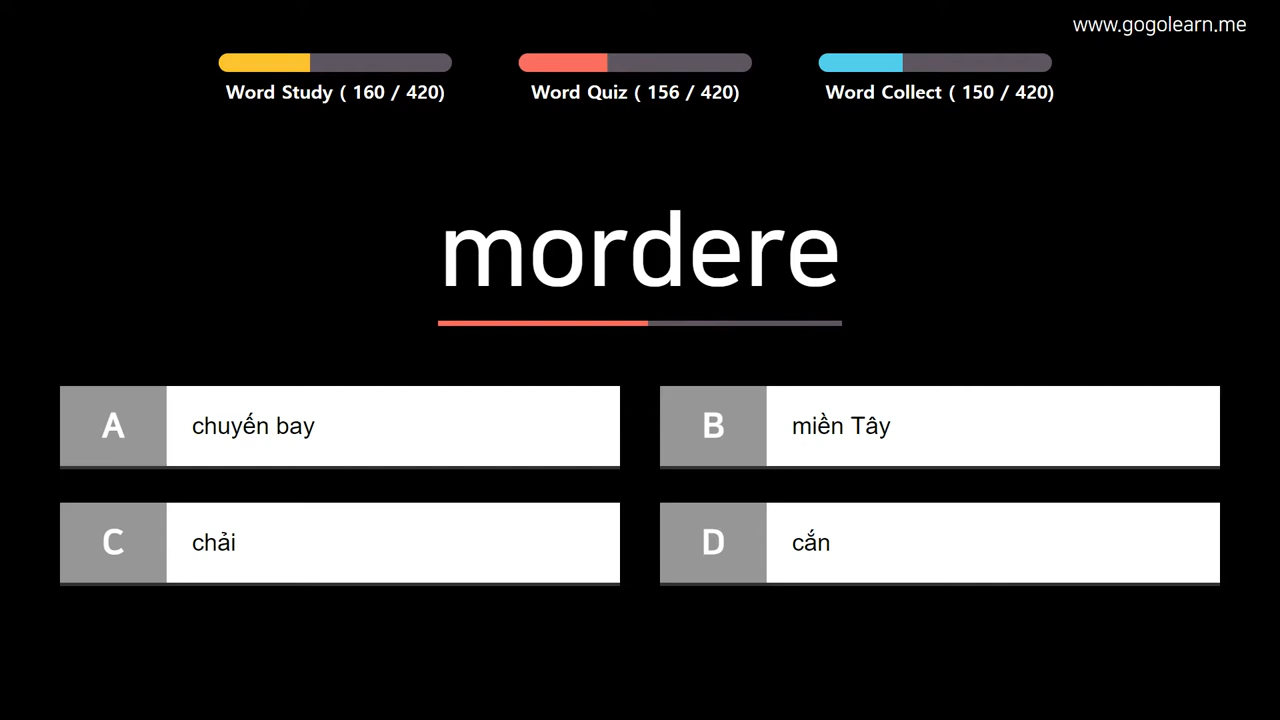 www.gogolearn.me
Word Study ( 160 / 420)
Word Quiz ( 156 / 420)
Word Collect ( 150 / 420)
mordere
A chuyến bay
B miền Tây
C chải
D cắn